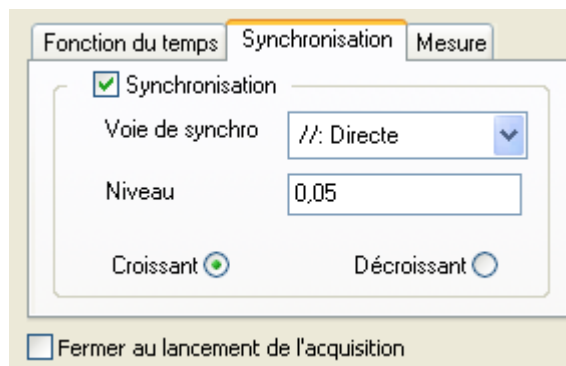 Fonction du temps Synchronisation Mesure
Synchronisation
Voie de synchro //: Directe
Niveau 0,05
Croissant Décroissant
Fermer au lancement de l'acquisition